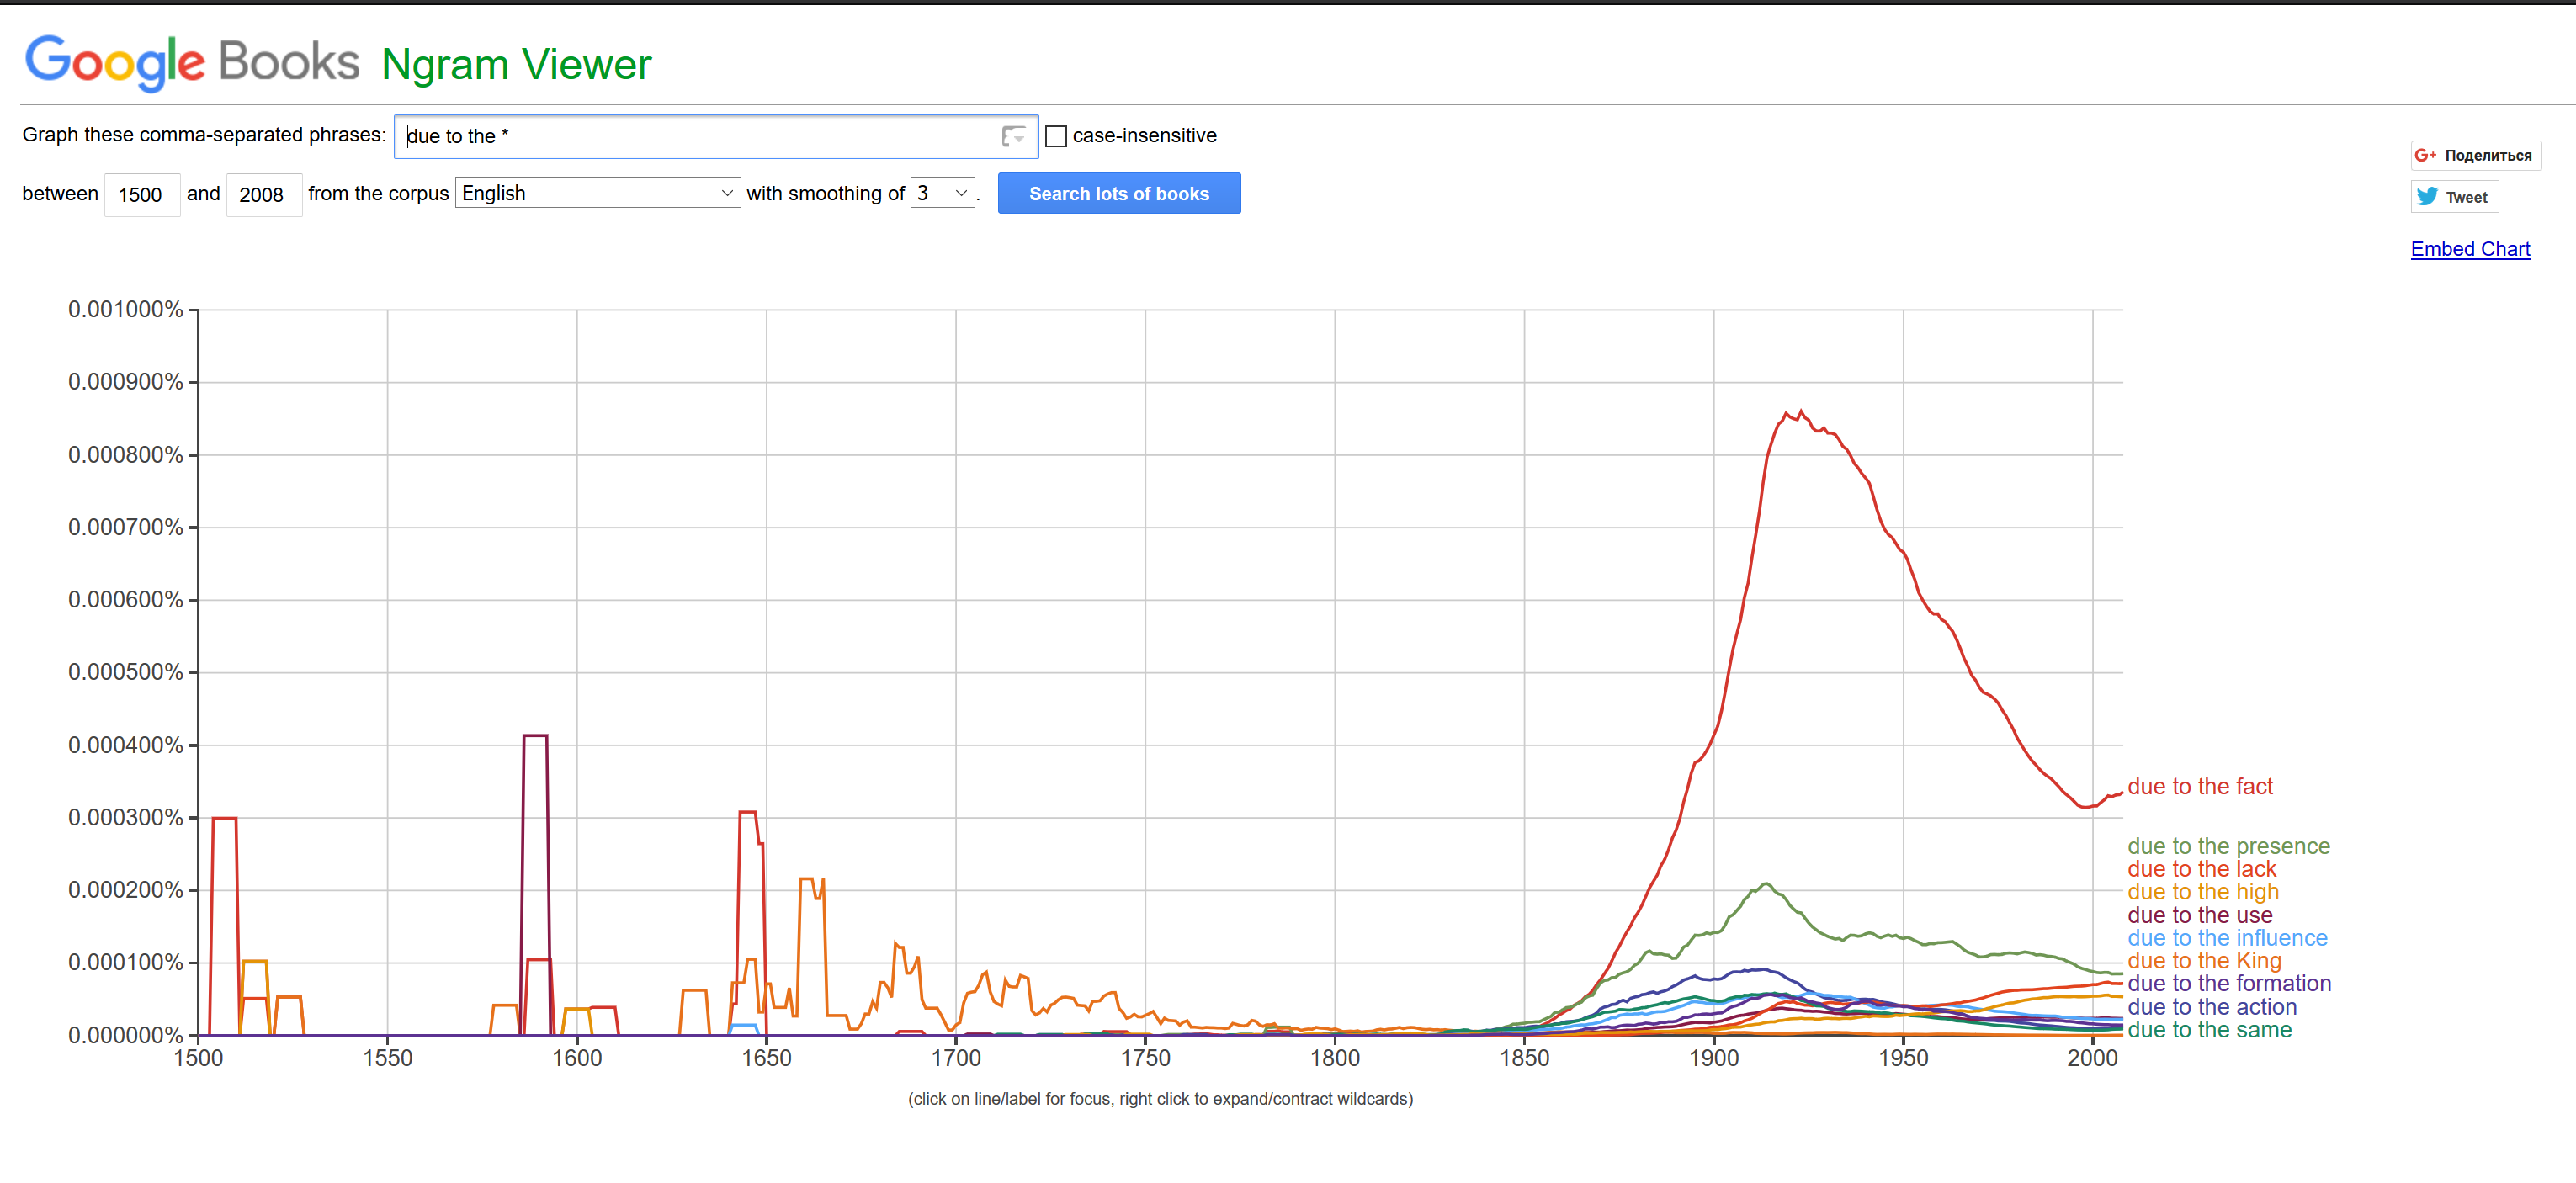 Google Books Ngram Viewer
Graph these comma-separated phrases: due to the * case-insensitive
between 1500 and 2008 from the corpus English with smoothing of 3 . Search lots of books
G+ Поделиться
Tweet
Embed Chart
0.001000%
0.000900%
0.000800%
0.000700%
0.000600%
0.000500%
0.000400%
0.000300%
0.000200%
0.000100%
0.000000%
1500 1550 1600 1650 1700 1750 1800 1850 1900 1950 2000
due to the fact
due to the presence
due to the lack
due to the high
due to the use
due to the influence
due to the King
due to the formation
due to the action
due to the same
(click on line/label for focus, right click to expand/contract wildcards)